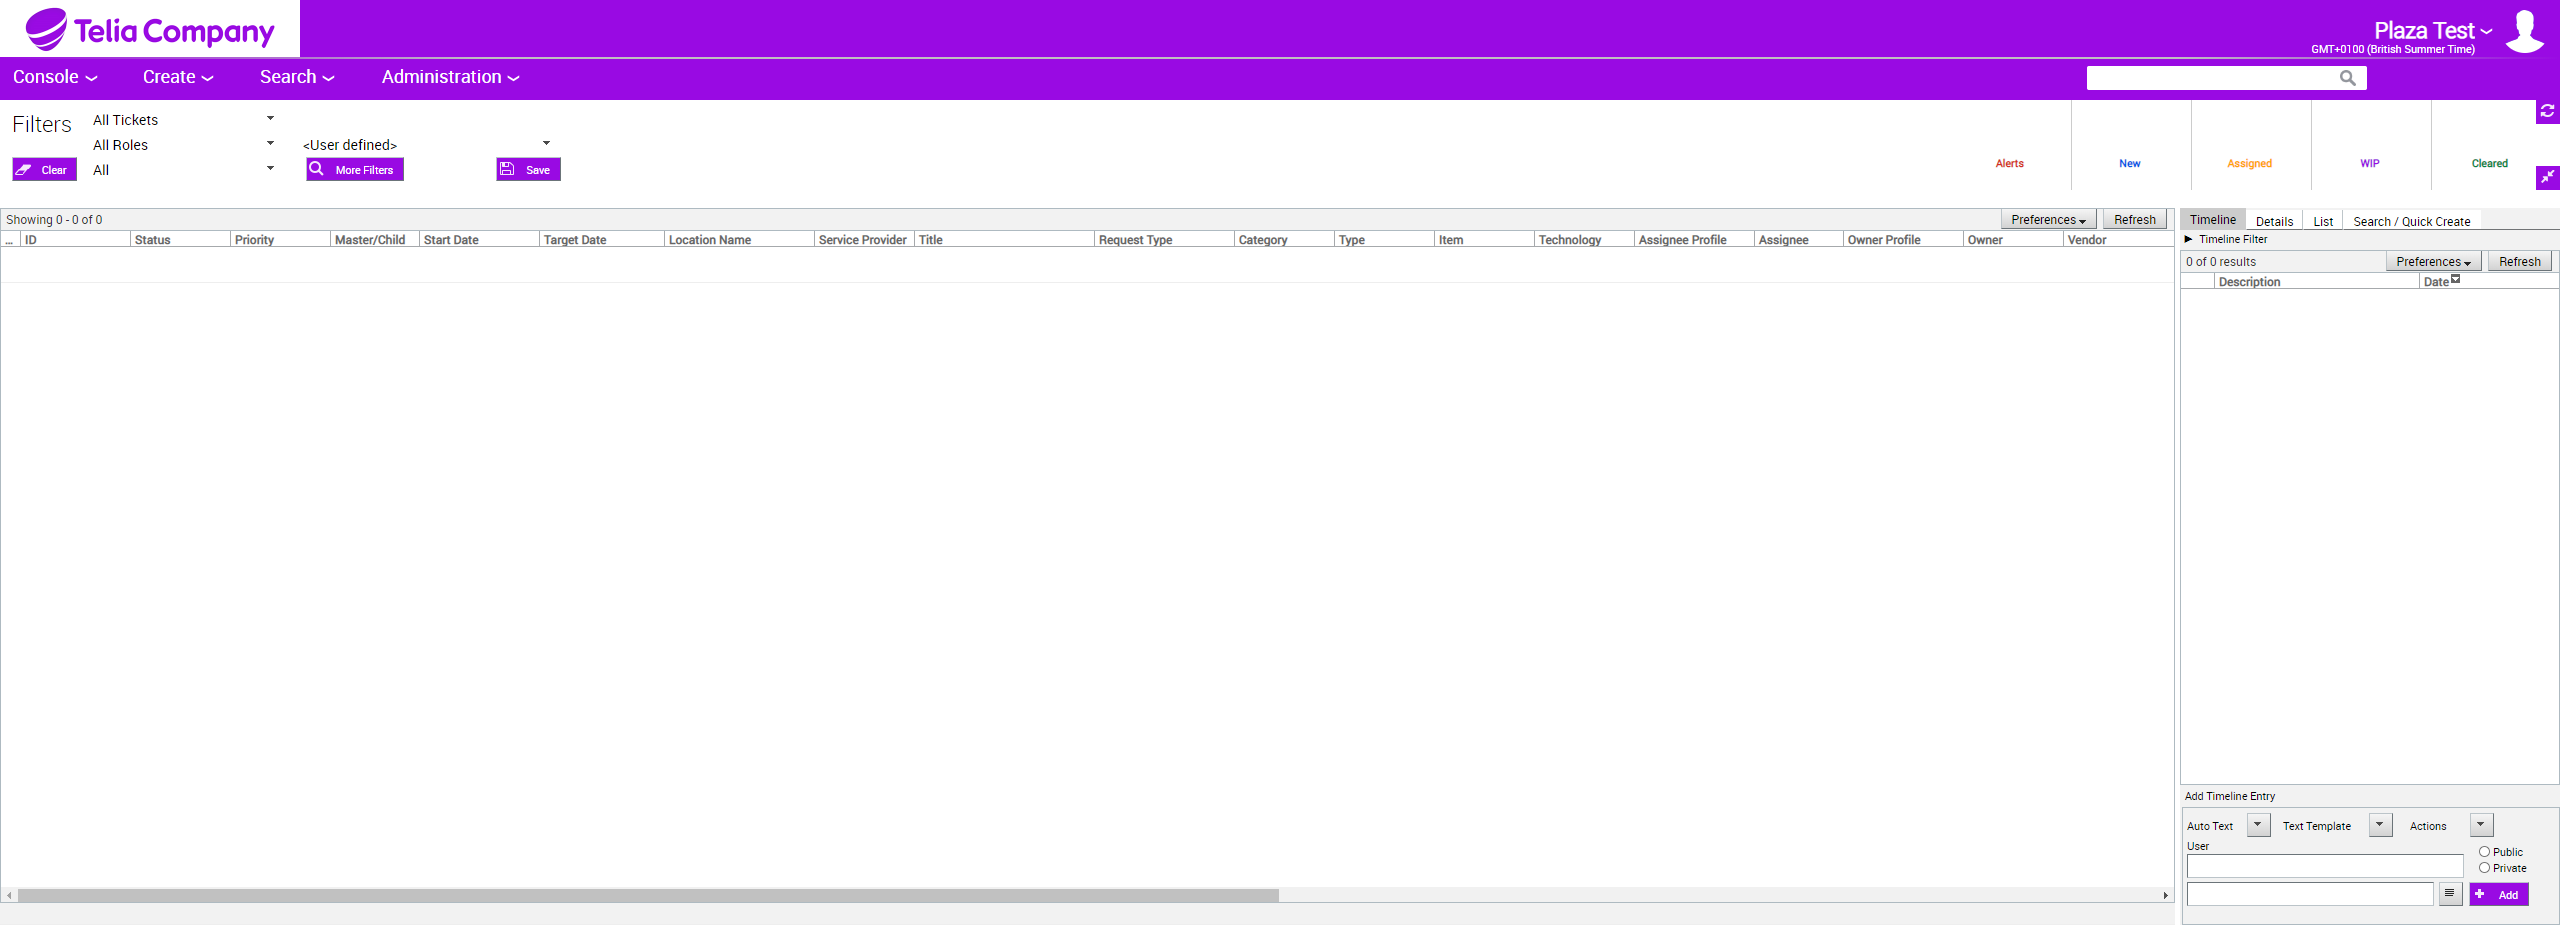 Telia Company
Plaza Test
GMT+0100 (British Summer Time)
Console Create Search Administration
Filters All Tickets
All Roles <User defined>
Clear All More Filters Save
Alerts New Assigned WIP Cleared
Showing 0 - 0 of 0 Preferences Refresh
... ID Status Priority Master/Child Start Date Target Date Location Name Service Provider Title Request Type Category Type Item Technology Assignee Profile Assignee Owner Profile Owner Vendor
Timeline Details List Search / Quick Create
Timeline Filter
0 of 0 results Preferences Refresh
Description Date
Add Timeline Entry
Auto Text Text Template Actions
User
Public
Private
Add